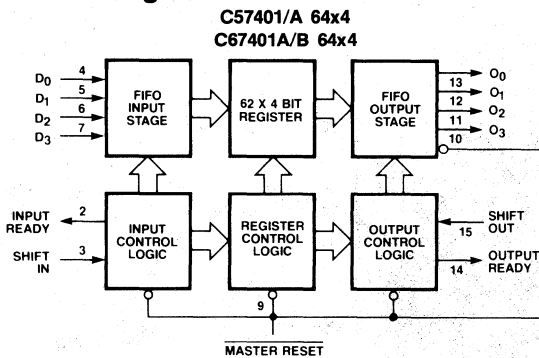 C57401/A 64x4
C67401A/B 64x4
D0
4
D1
5
D2
6
D3
7
FIFO
INPUT
STAGE
62 X 4 BIT
REGISTER
FIFO
OUTPUT
STAGE
O0
13
O1
12
O2
11
O3
10
INPUT
READY
2
SHIFT
IN
3
INPUT
CONTROL
LOGIC
REGISTER
CONTROL
LOGIC
OUTPUT
CONTROL
LOGIC
SHIFT
OUT
15
OUTPUT
READY
14
9
MASTER RESET